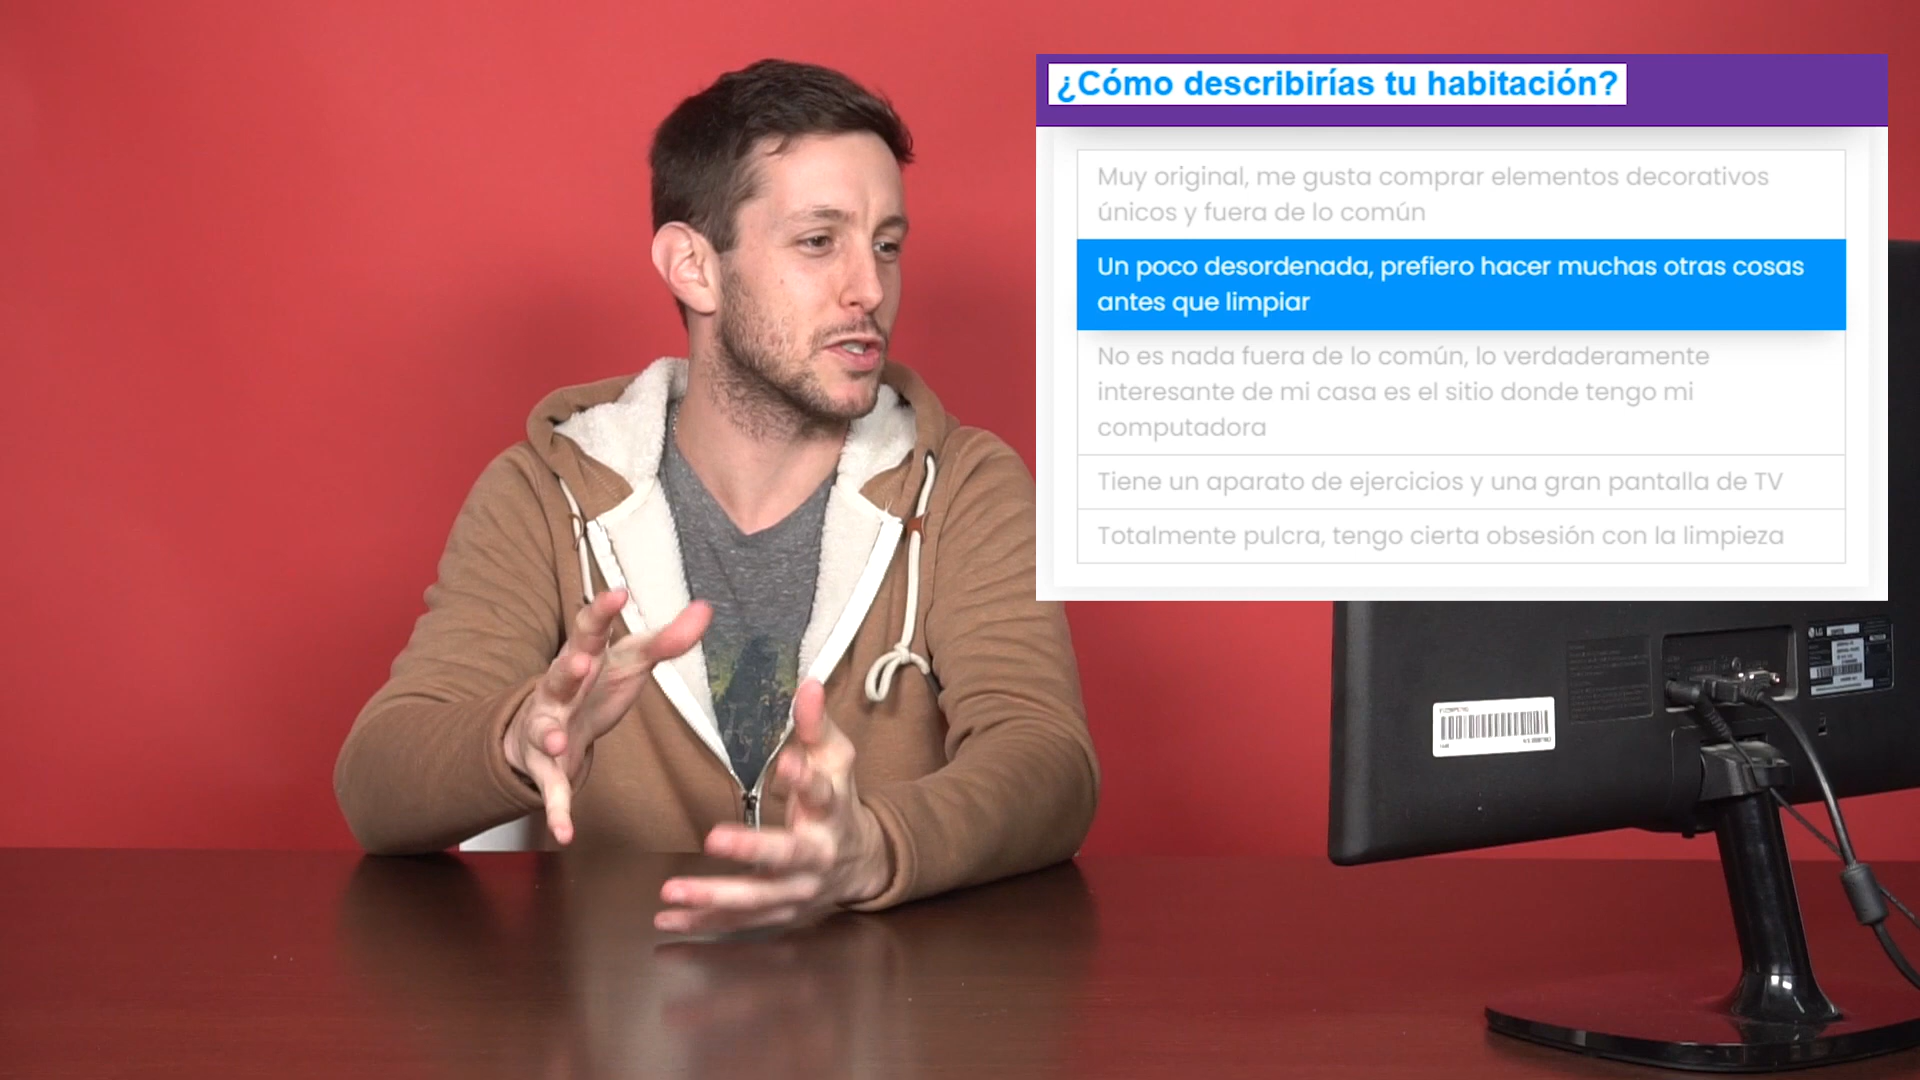 ¿Cómo describirías tu habitación?
Muy original, me gusta comprar elementos decorativos
únicos y fuera de lo común
Un poco desordenada, prefiero hacer muchas otras cosas
antes que limpiar
No es nada fuera de lo común, lo verdaderamente
interesante de mi casa es el sitio donde tengo mi
computadora
Tiene un aparato de ejercicios y una gran pantalla de TV
Totalmente pulcra, tengo cierta obsesión con la limpieza
LG